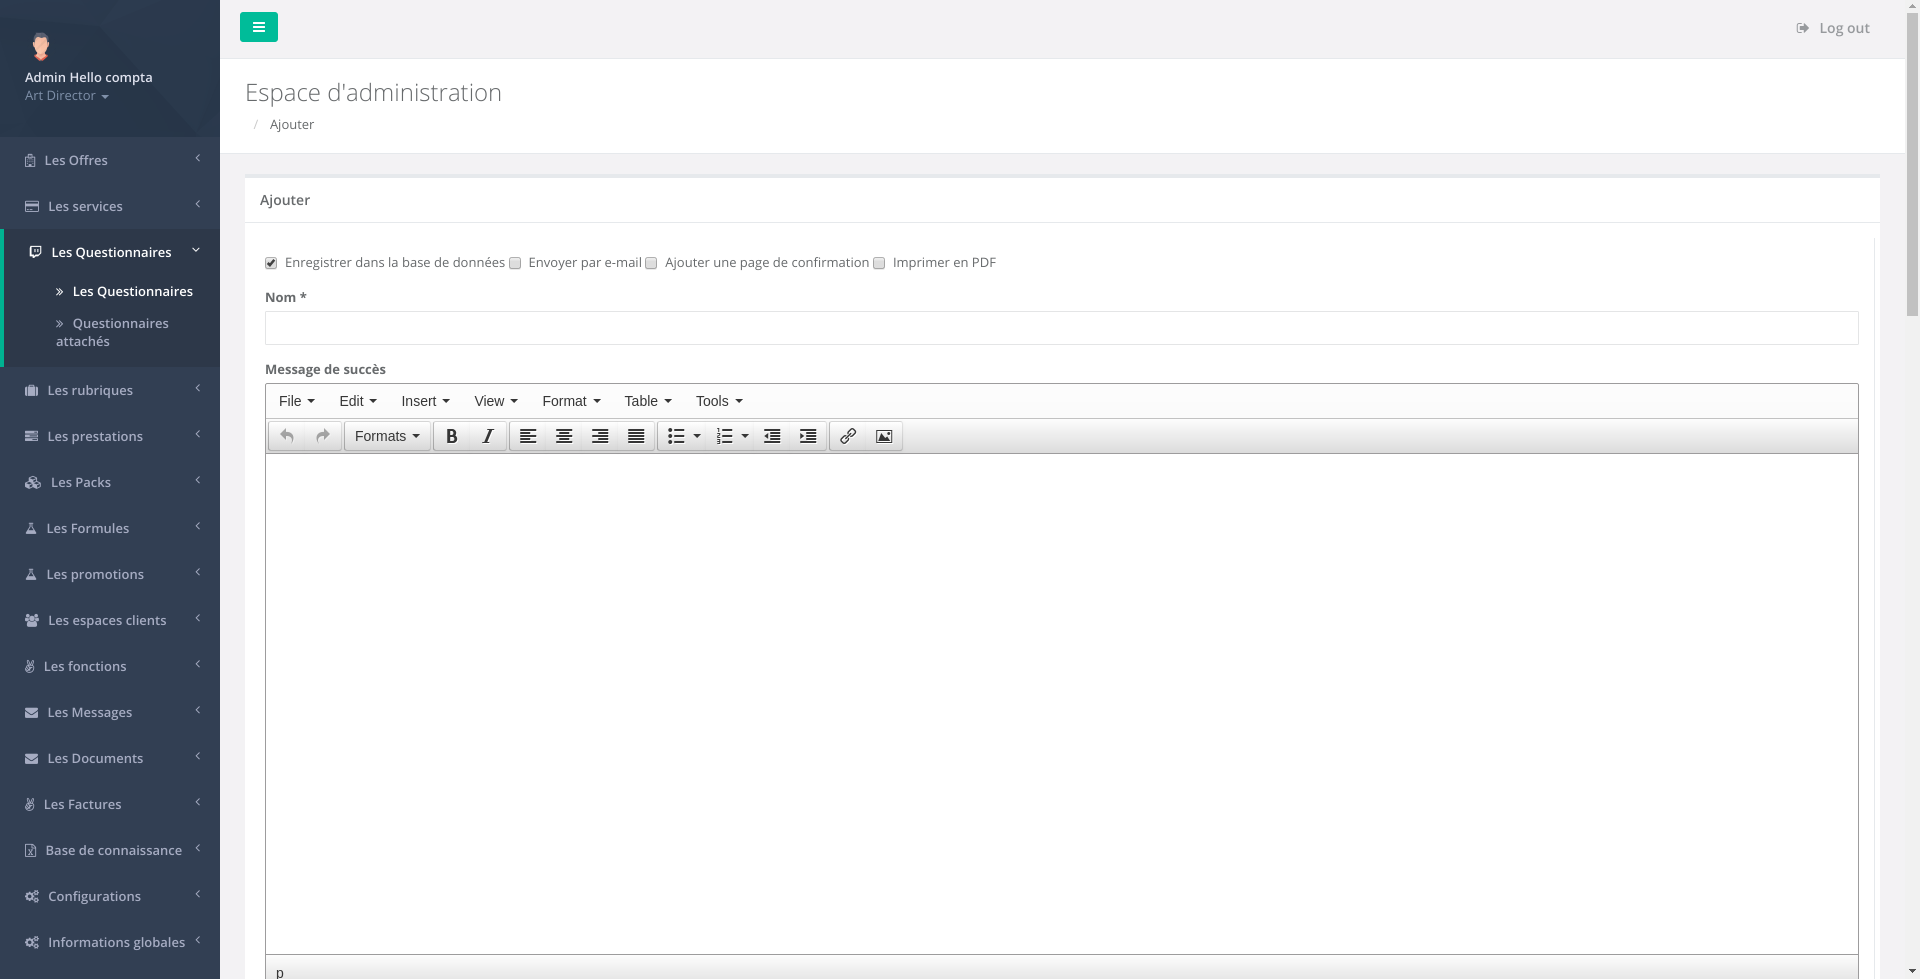 Admin Hello compta
Art Director
Les Offres
Les services
Les Questionnaires
Les Questionnaires
Questionnaires
attachés
Les rubriques
Les prestations
Les Packs
Les Formules
Les promotions
Les espaces clients
Les fonctions
Les Messages
Les Documents
Les Factures
Base de connaissance
Configurations
Informations globales
Log out
Espace d'administration
/ Ajouter
Ajouter
Enregistrer dans la base de données Envoyer par e-mail Ajouter une page de confirmation Imprimer en PDF
Nom *
Message de succès
File Edit Insert View Format Table Tools
Formats B I
p